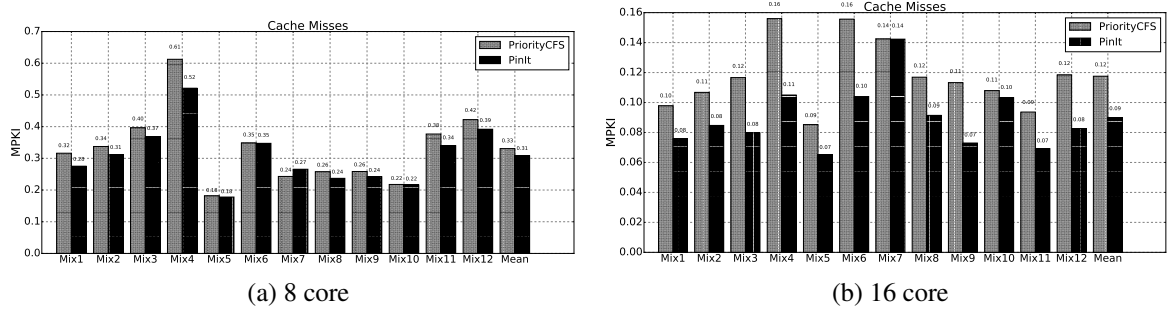 Cache Misses
0.7
0.6
0.5
0.4
0.3
0.2
0.1
0.0
MPKI
PriorityCFS
PinIt
0.32 0.28 0.34 0.31 0.40 0.37 0.61 0.52 0.18 0.18 0.35 0.35 0.24 0.27 0.26 0.24 0.26 0.24 0.22 0.22 0.38 0.34 0.42 0.39 0.33 0.31
Mix1 Mix2 Mix3 Mix4 Mix5 Mix6 Mix7 Mix8 Mix9 Mix10 Mix11 Mix12 Mean
(a) 8 core
Cache Misses
0.16
0.14
0.12
0.10
0.08
0.06
0.04
0.02
0.00
MPKI
PriorityCFS
PinIt
0.10 0.08 0.11 0.08 0.12 0.08 0.16 0.11 0.09 0.07 0.16 0.10 0.14 0.14 0.12 0.09 0.11 0.07 0.11 0.10 0.09 0.07 0.12 0.08 0.12 0.09
Mix1 Mix2 Mix3 Mix4 Mix5 Mix6 Mix7 Mix8 Mix9 Mix10 Mix11 Mix12 Mean
(b) 16 core